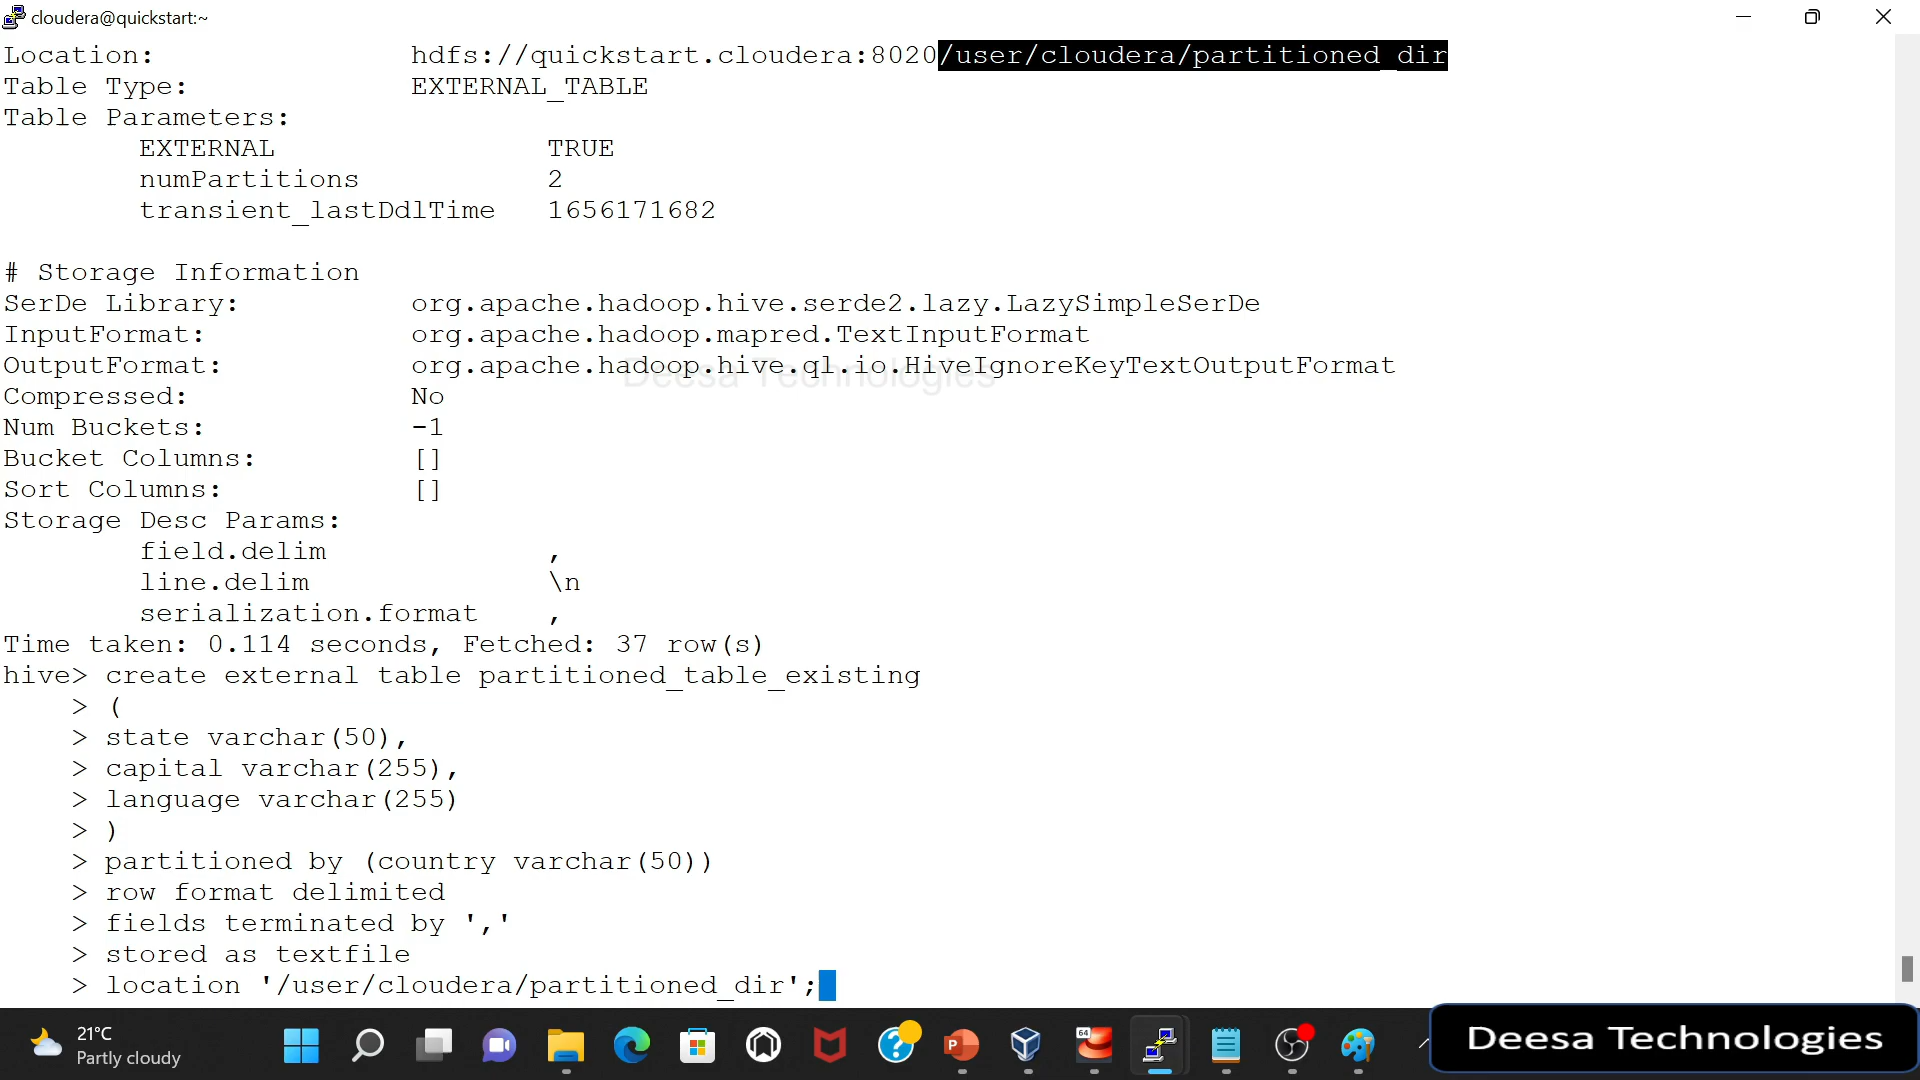 cloudera@quickstart:~
Location: hdfs://quickstart.cloudera:8020/user/cloudera/partitioned_dir
Table Type: EXTERNAL_TABLE
Table Parameters:
EXTERNAL TRUE
numPartitions 2
transient_lastDdlTime 1656171682
# Storage Information
SerDe Library: org.apache.hadoop.hive.serde2.lazy.LazySimpleSerDe
InputFormat: org.apache.hadoop.mapred.TextInputFormat
OutputFormat: org.apache.hadoop.hive.ql.io.HiveIgnoreKeyTextOutputFormat
Deesa Technologies
Compressed: No
Num Buckets: -1
Bucket Columns: []
Sort Columns: []
Storage Desc Params:
field.delim ,
line.delim \n
serialization.format ,
Time taken: 0.114 seconds, Fetched: 37 row(s)
hive> create external table partitioned_table_existing
> (
> state varchar(50),
> capital varchar(255),
> language varchar(255)
> )
> partitioned by (country varchar(50))
> row format delimited
> fields terminated by ','
> stored as textfile
> location '/user/cloudera/partitioned_dir';
21°C
Partly cloudy
64
Deesa Technologies